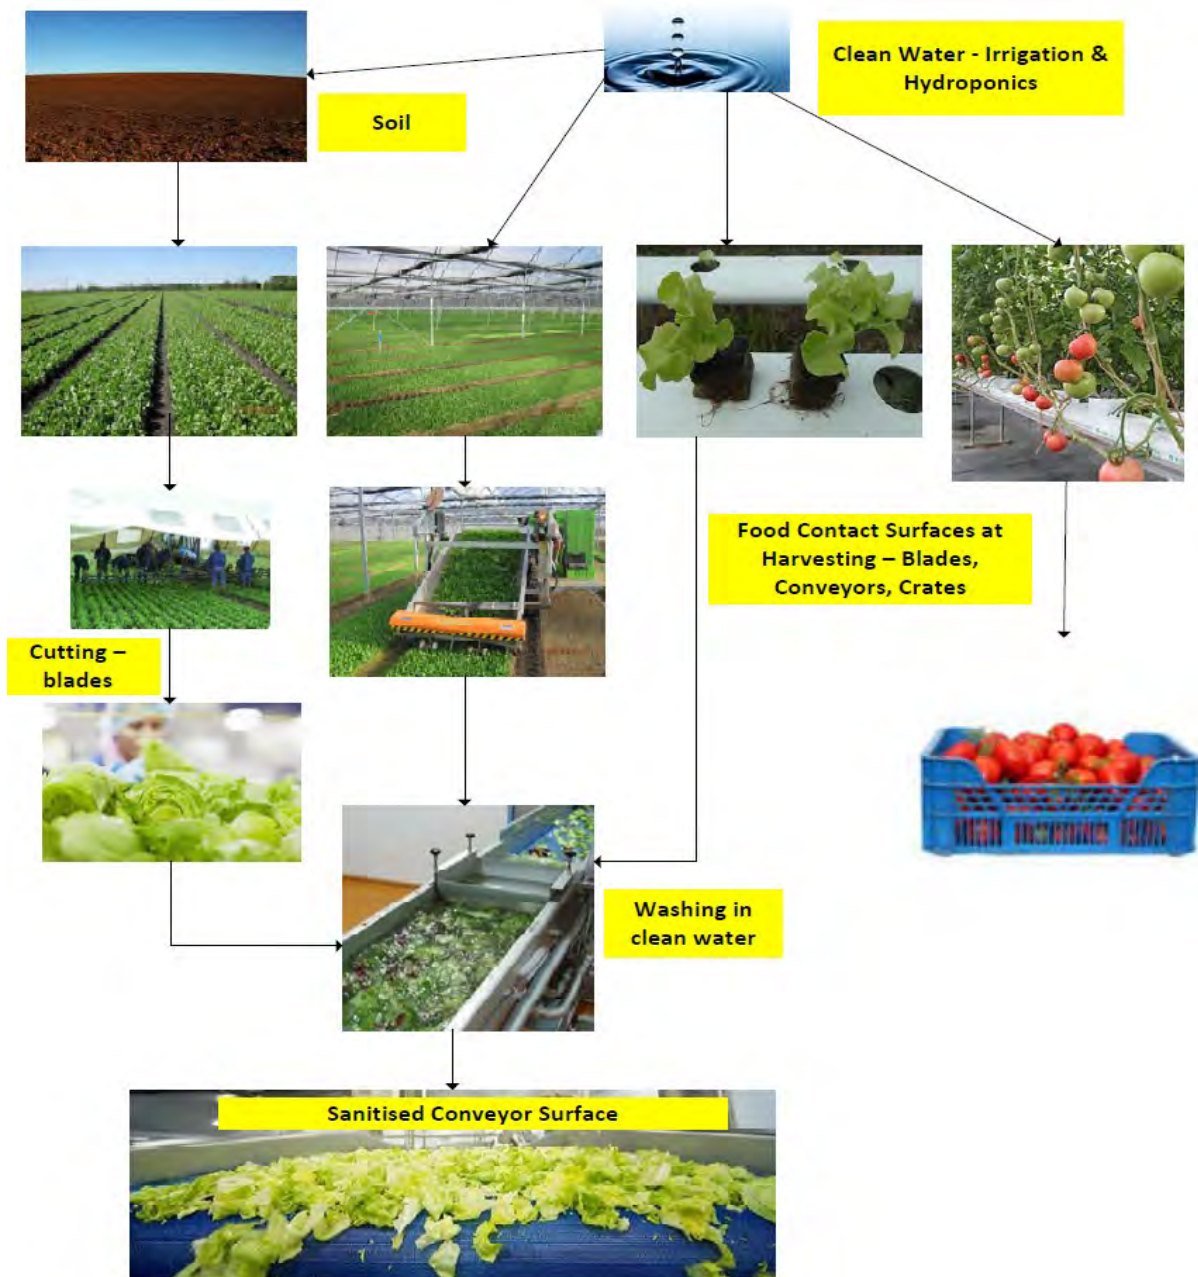 Clean Water - Irrigation &
Hydroponics
Soil
Food Contact Surfaces at
Harvesting – Blades,
Conveyors, Crates
Cutting –
blades
Washing in
clean water
Sanitised Conveyor Surface